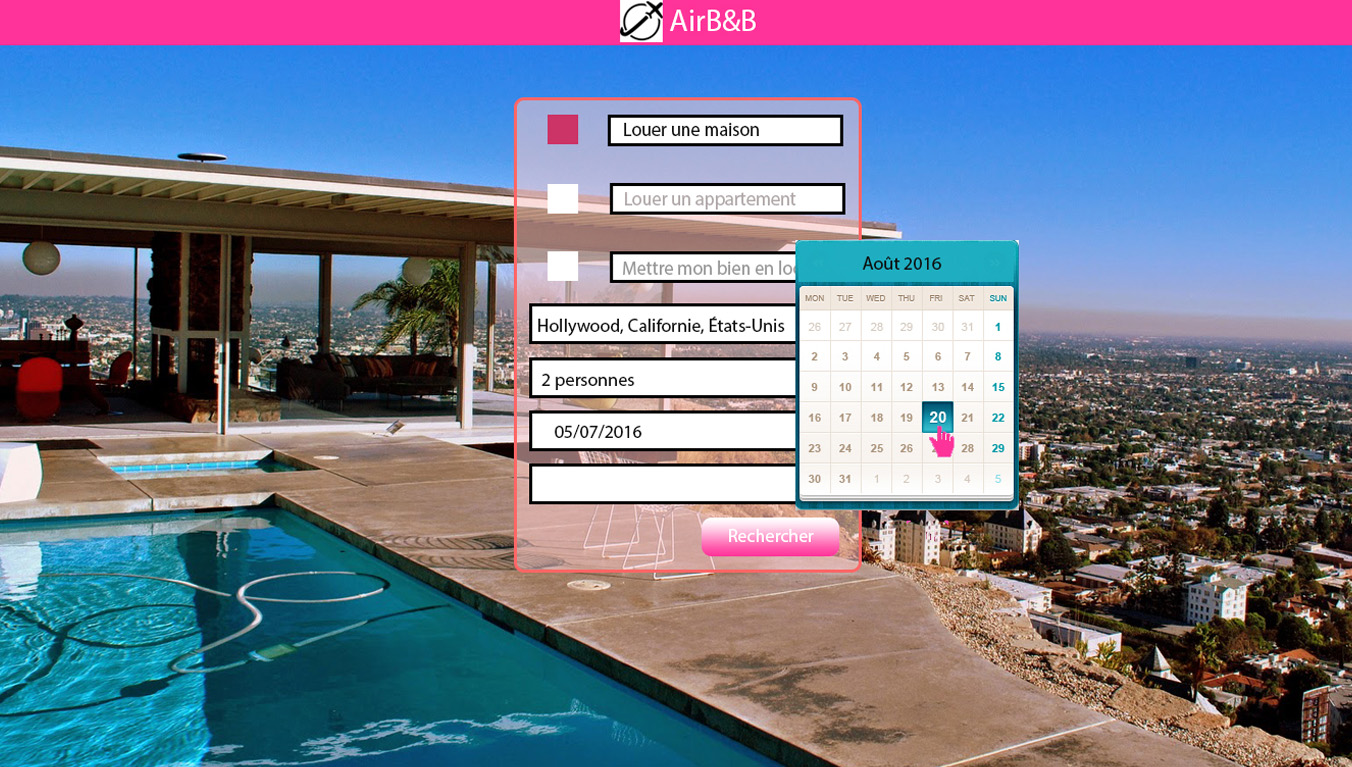 AirB&B
Louer une maison
Louer un appartement
Mettre mon bien en loc
Hollywood, Californie, États-Unis
2 personnes
05/07/2016
Rechercher
Août 2016
MON TUE WED THU FRI SAT SUN
26 27 28 29 30 31 1
2 3 4 5 6 7 8
9 10 11 12 13 14 15
16 17 18 19 20 21 22
23 24 25 26 28 29
30 31 1 2 3 4 5